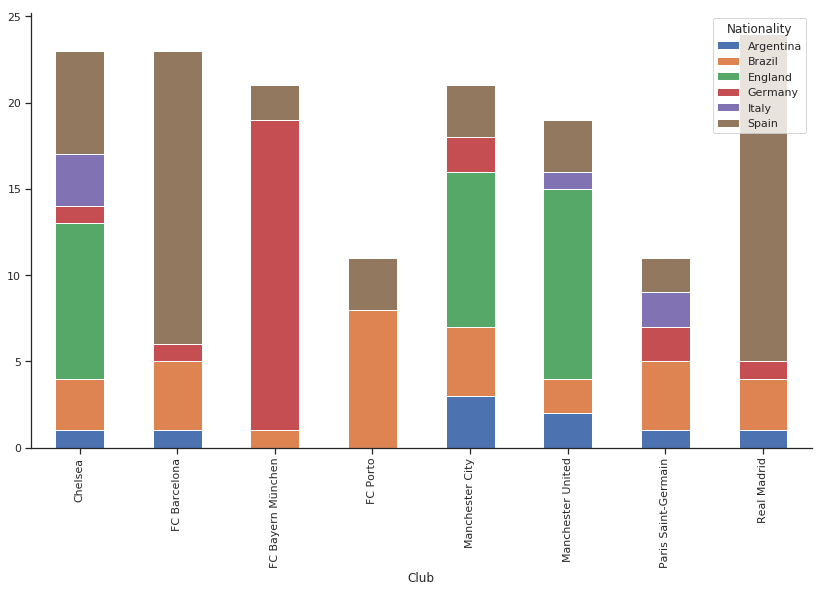 25
20
15
10
5
0
Nationality
Argentina
Brazil
England
Germany
Italy
Spain
Chelsea
FC Barcelona
FC Bayern München
FC Porto
Manchester City
Manchester United
Paris Saint-Germain
Real Madrid
Club